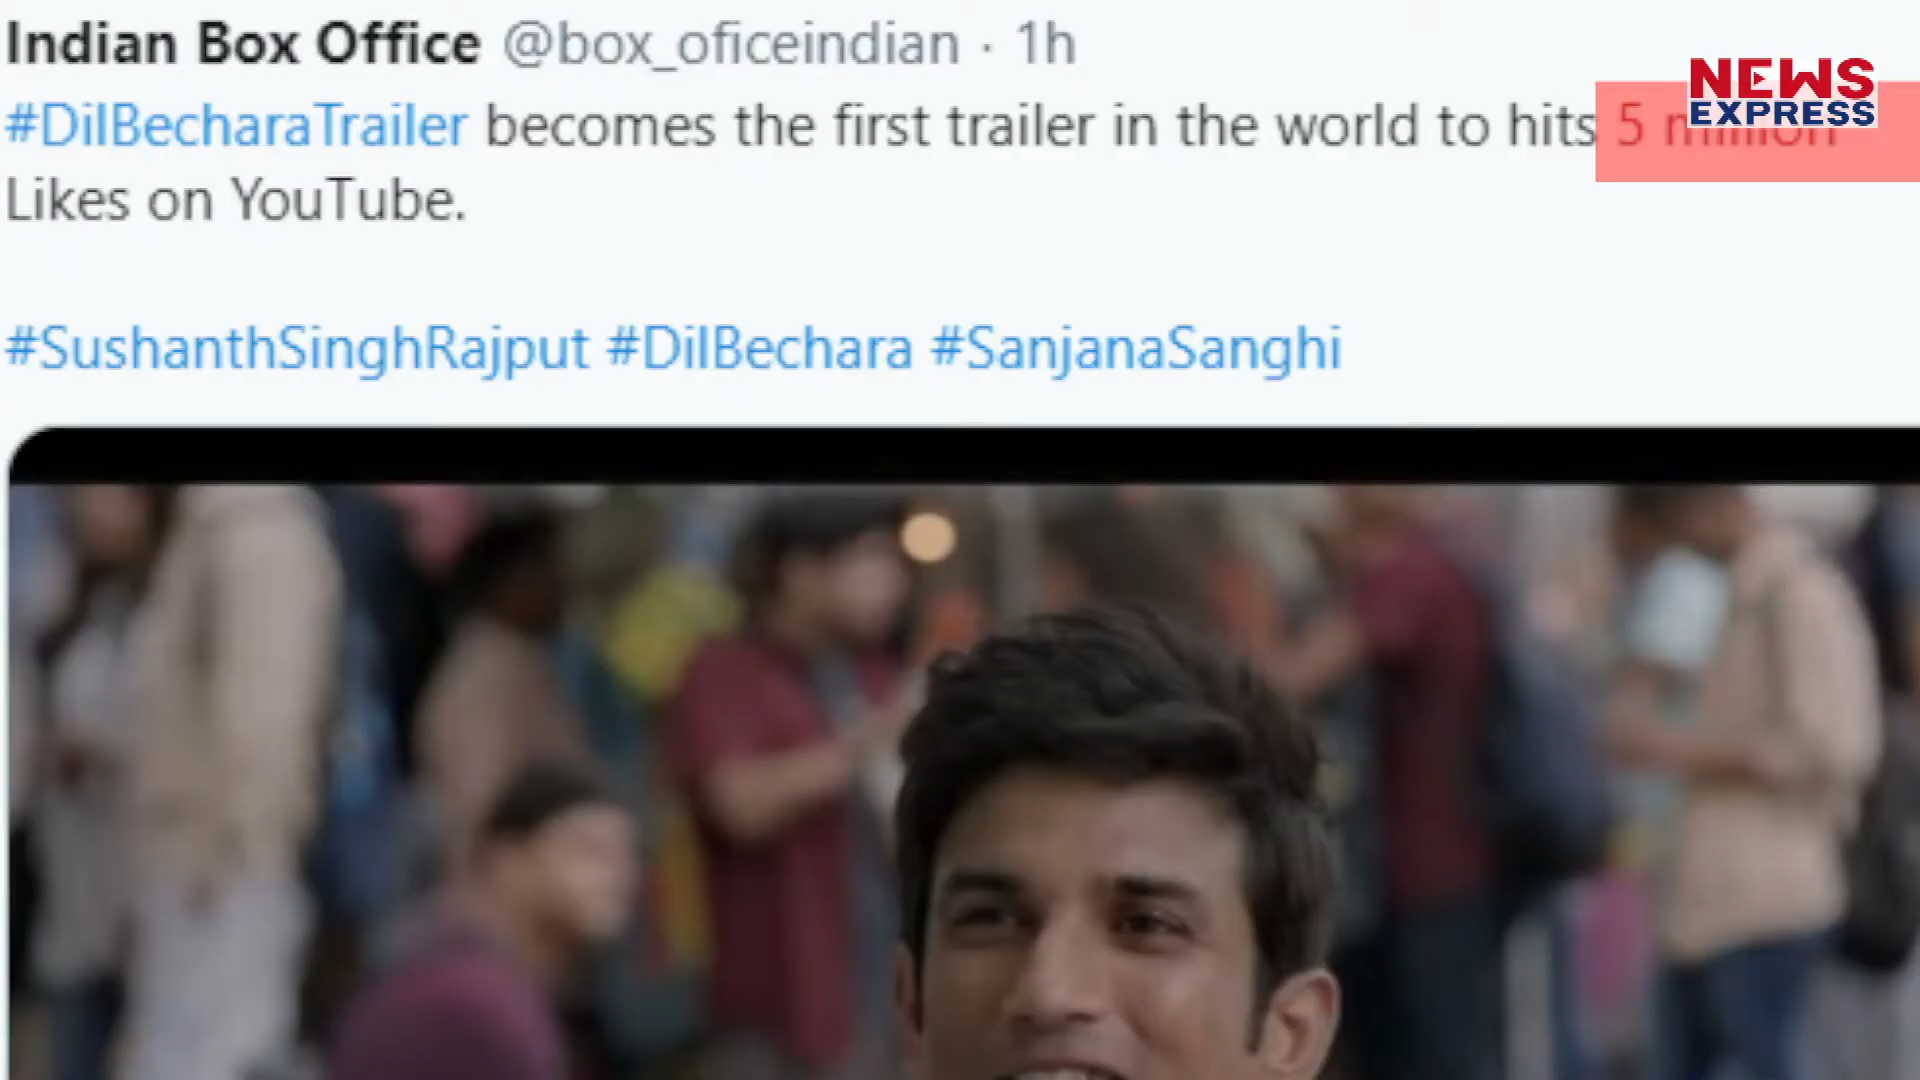 Indian Box Office @box_oficeindian · 1h
NEWS
EXPRESS
#DilBecharaTrailer becomes the first trailer in the world to hits 5 million
Likes on YouTube.
#SushanthSinghRajput #DilBechara #SanjanaSanghi